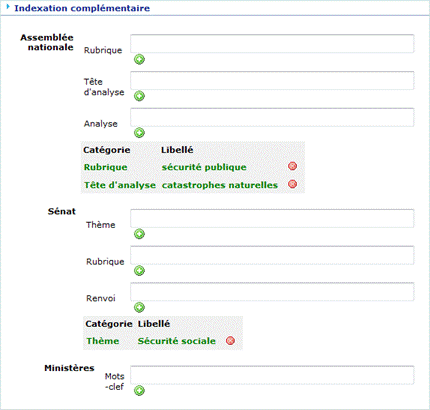 Indexation complémentaire
Assemblée
nationale
Rubrique
Tête
d'analyse
Analyse
Catégorie Libellé
Rubrique sécurité publique
Tête d'analyse catastrophes naturelles
Sénat
Thème
Rubrique
Renvoi
Catégorie Libellé
Thème Sécurité sociale
Ministères
Mots
-clef